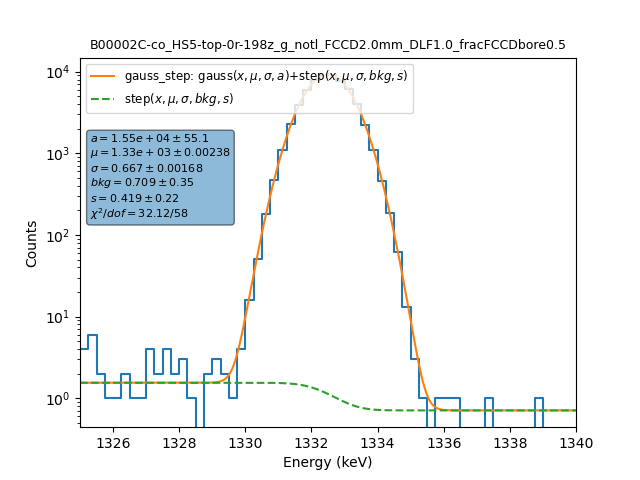 B00002C-co_HS5-top-0r-198z_g_notl_FCCD2.0mm_DLF1.0_fracFCCDbore0.5
gauss_step: gauss(x, μ, σ, a)+step(x, μ, σ, bkg, s)
step(x, μ, σ, bkg, s)
a = 1.55e + 04 ± 55.1
μ = 1.33e + 03 ± 0.00238
σ = 0.667 ± 0.00168
bkg = 0.709 ± 0.35
s = 0.419 ± 0.22
χ²/dof = 32.12/58
10⁴
10³
10²
10¹
10⁰
Counts
1326 1328 1330 1332 1334 1336 1338 1340
Energy (keV)